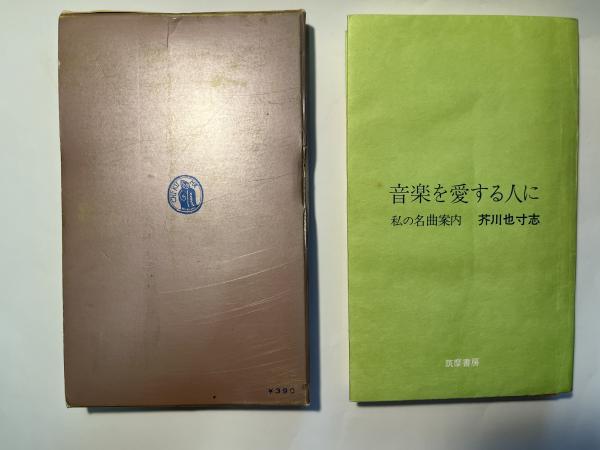 ¥390
音楽を愛する人に
私の名曲案内 芥川也寸志
筑摩書房